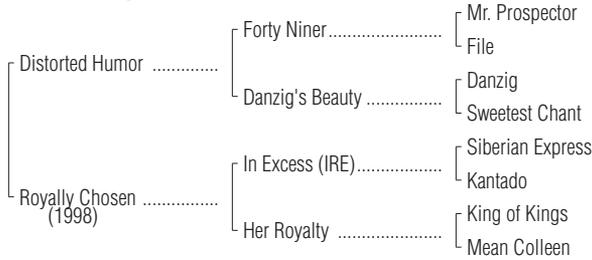 Mr. Prospector
Forty Niner.......................
File
Distorted Humor ..............
Danzig
Danzig's Beauty ................
Sweetest Chant
Siberian Express
In Excess (IRE)..................
Kantado
Royally Chosen ................
(1998)
King of Kings
Her Royalty ......................
Mean Colleen